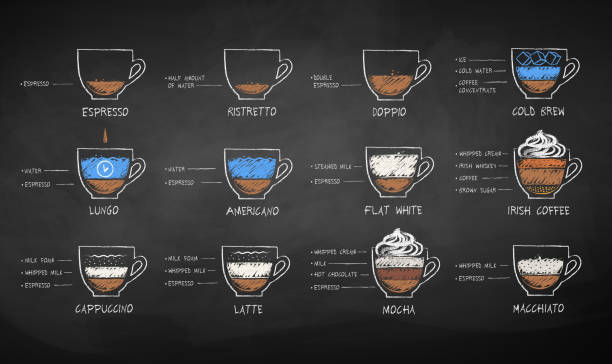 ESPRESSO
ESPRESSO
HALF AMOUNT
OF WATER
RISTRETTO
DOUBLE
ESPRESSO
DOPPIO
ICE
COLD WATER
COFFEE
CONCENTRATE
COLD BREW
WATER
ESPRESSO
LUNGO
WATER
ESPRESSO
AMERICANO
STEAMED MILK
ESPRESSO
FLAT WHITE
WHIPPED CREAM
IRISH WHISKEY
COFFEE
BROWN SUGAR
IRISH COFFEE
MILK FOAM
WHIPPED MILK
ESPRESSO
CAPPUCCINO
MILK FOAM
WHIPPED MILK
ESPRESSO
LATTE
WHIPPED CREAM
MILK
HOT CHOCOLATE
ESPRESSO
MOCHA
WHIPPED MILK
ESPRESSO
MACCHIATO